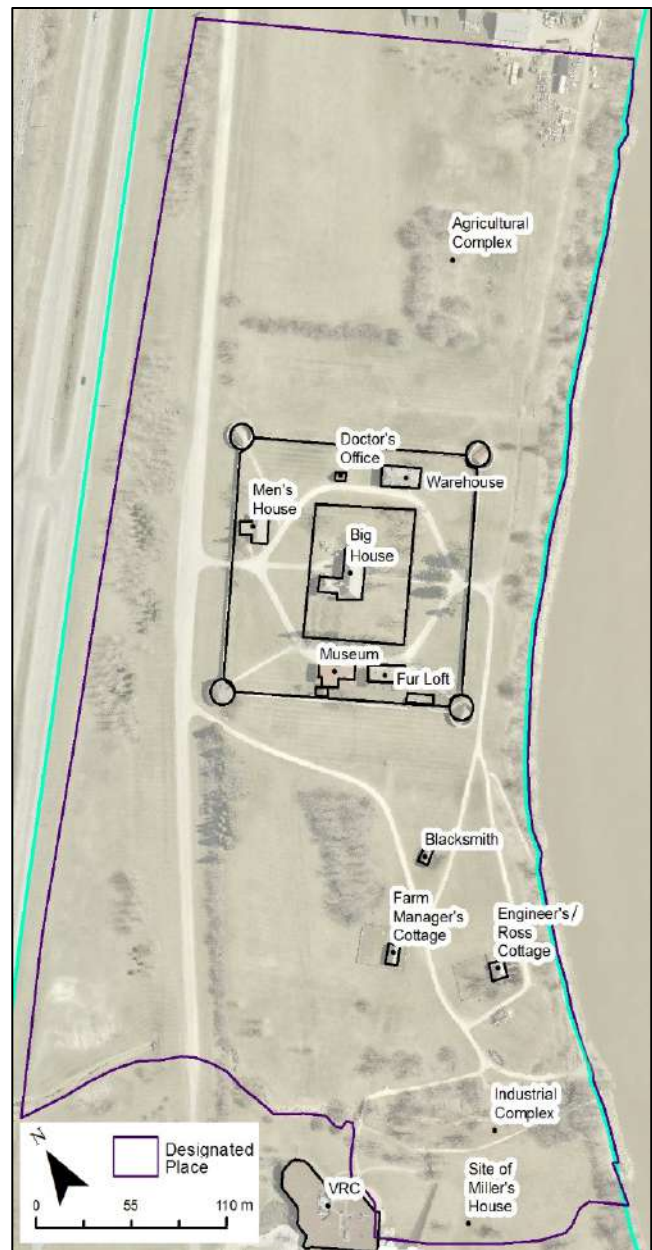 Agricultural
Complex
Doctor's
Office
Warehouse
Men's
House
Big
House
Museum
Fur Loft
Blacksmith
Farm
Manager's
Cottage
Engineer's /
Ross
Cottage
Industrial
Complex
Site of
Miller's
House
VRC
N
Designated
Place
0 55 110 m